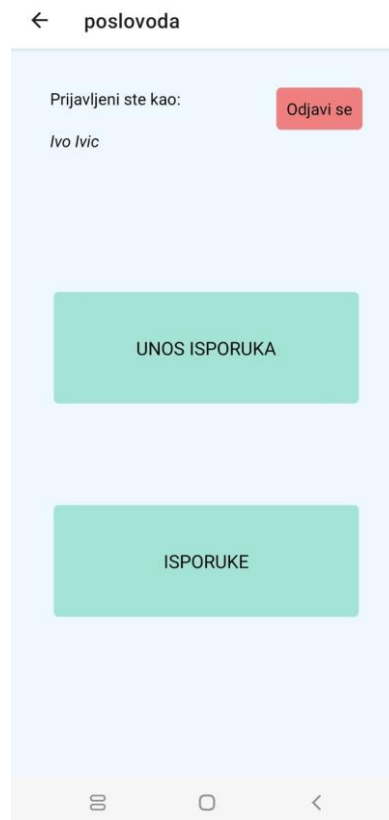 poslovoda
Prijavljeni ste kao:
Odjavi se
Ivo Ivic
UNOS ISPORUKA
ISPORUKE